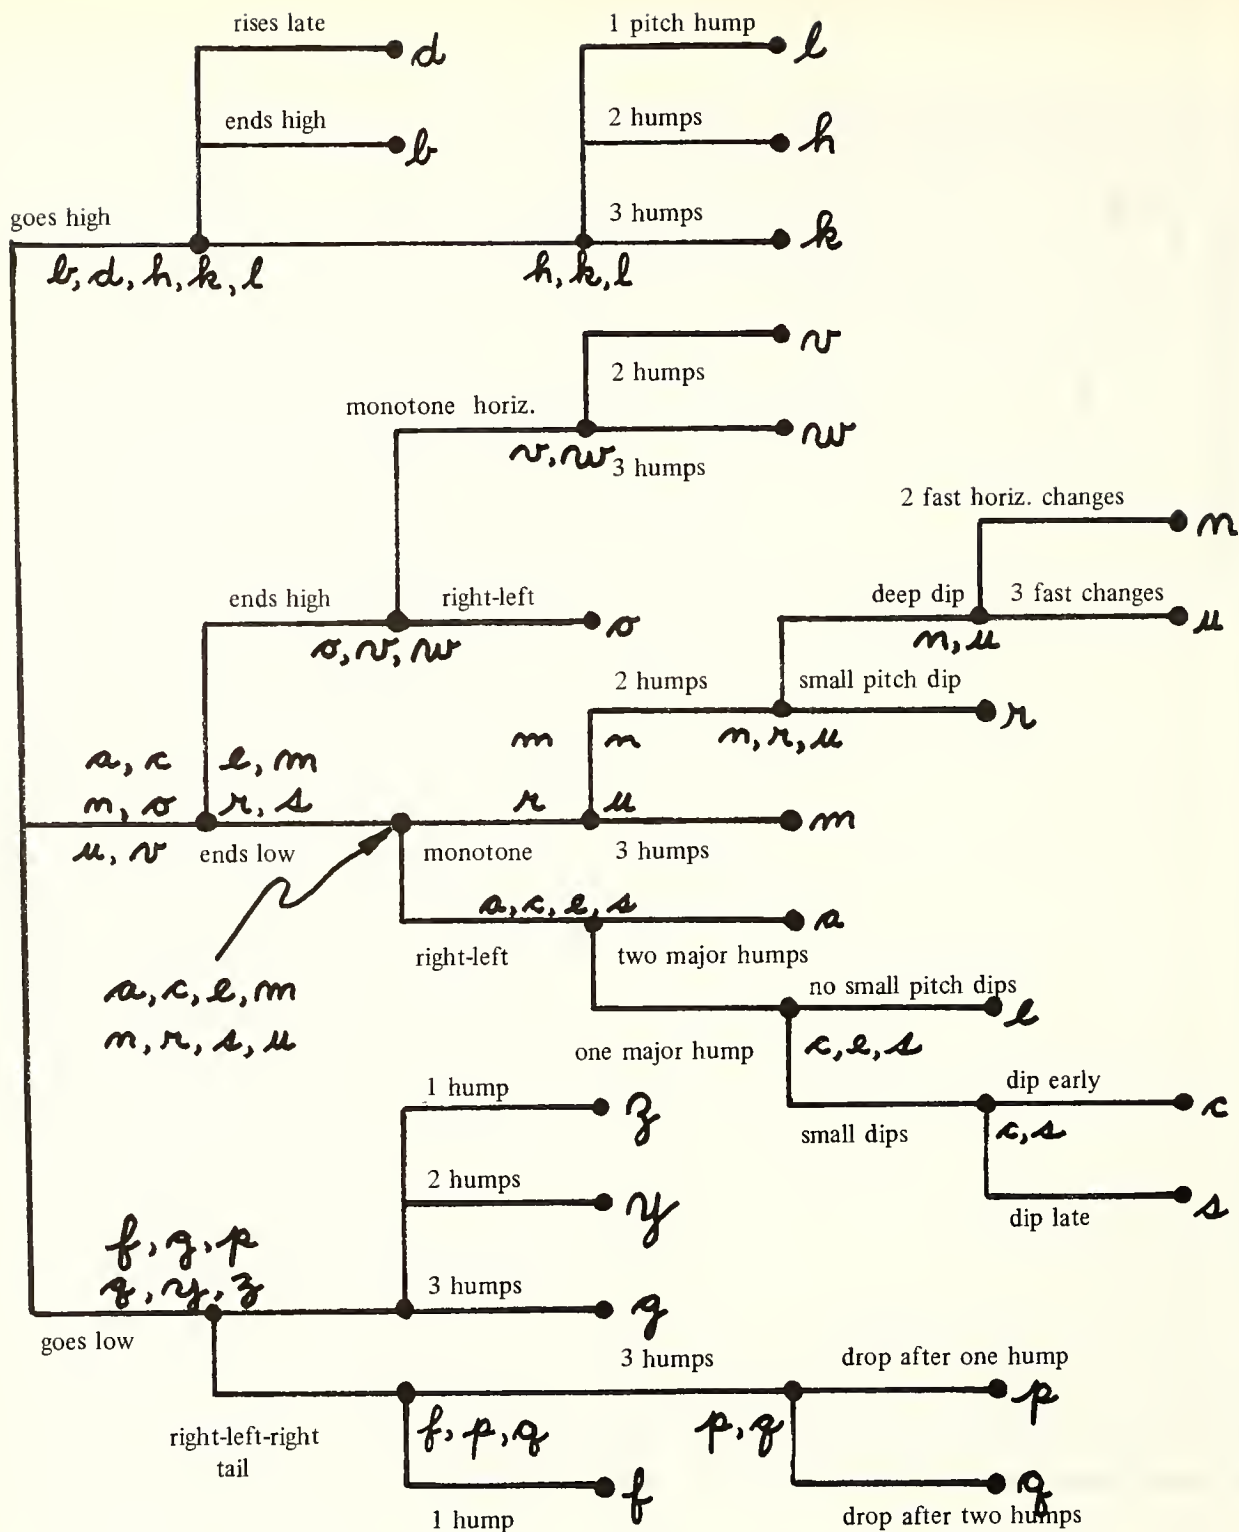 rises late
d
1 pitch hump
l
ends high
b
2 humps
h
goes high
3 humps
k
b, d, h, k, l
h, k, l
v
2 humps
monotone horiz.
w
v, w
3 humps
2 fast horiz. changes
n
ends high
right-left
o
deep dip
3 fast changes
u
o, v, w
n, u
2 humps
small pitch dip
r
a, c
e, m
m
n
n, r, u
n, o
r, s
r
u
m
u, v
ends low
monotone
3 humps
a, c, e, s
a
right-left
two major humps
a, c, e, m
n, r, s, u
no small pitch dips
e
one major hump
c, e, s
1 hump
z
dip early
c
small dips
c, s
2 humps
y
dip late
s
f, g, p
q, y, z
3 humps
g
goes low
3 humps
drop after one hump
p
right-left-right
tail
f, p, q
p, q
f
q
1 hump
drop after two humps